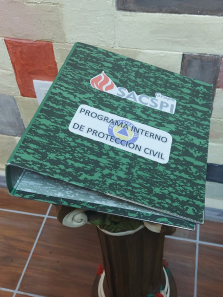 SACSPI
PROGRAMA INTERNO
DE PROTECCIÓN CIVIL